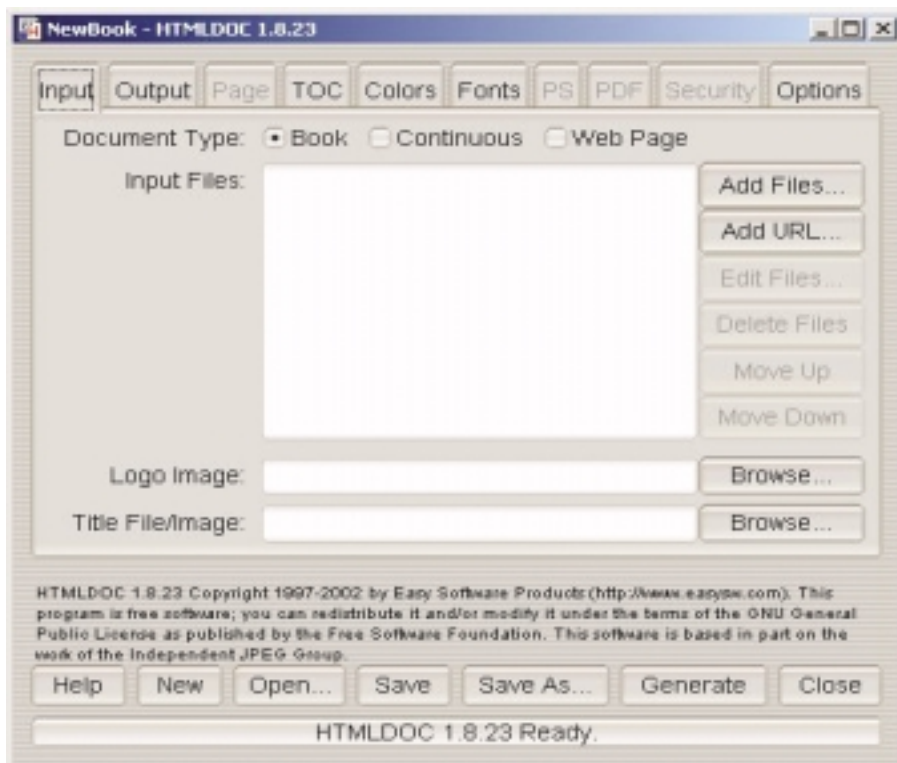 NewBook - HTMLDOC 1.8.23
Input Output Page TOC Colors Fonts PS PDF Security Options
Document Type: Book Continuous Web Page
Input Files:
Add Files...
Add URL...
Edit Files...
Delete Files
Move Up
Move Down
Logo Image: Browse...
Title File/Image: Browse...
HTMLDOC 1.8.23 Copyright 1997-2002 by Easy Software Products (http://www.easysw.com). This
program is free software; you can redistribute it and/or modify it under the terms of the GNU General
Public License as published by the Free Software Foundation. This software is based in part on the
work of the Independent JPEG Group.
Help New Open... Save Save As... Generate Close
HTMLDOC 1.8.23 Ready.